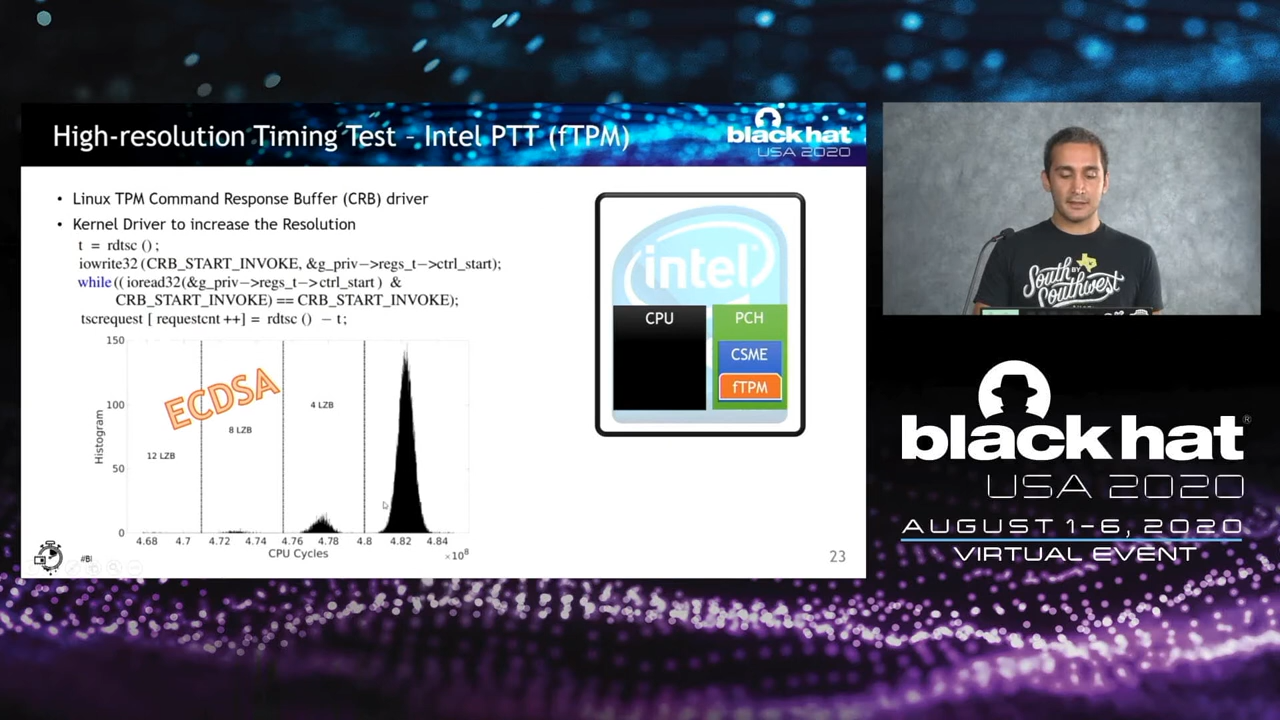 High-resolution Timing Test – Intel PTT (fTPM)
black hat
USA 2020
• Linux TPM Command Response Buffer (CRB) driver
• Kernel Driver to increase the Resolution
t = rdtsc ();
iowrite32 (CRB_START_INVOKE, &g_priv->regs_t->ctrl_start);
while (( ioread32(&g_priv->regs_t->ctrl_start ) &
CRB_START_INVOKE) == CRB_START_INVOKE);
tscrequest [ requestcnt ++] = rdtsc () − t;
150
100
50
0
Histogram
ECDSA
12 LZB
8 LZB
4 LZB
4.68 4.7 4.72 4.74 4.76 4.78 4.8 4.82 4.84
CPU Cycles
×10⁸
intel
CPU
PCH
CSME
fTPM
#BI
23
South by
Southwest
black hat®
USA 2020
AUGUST 1-6, 2020
VIRTUAL EVENT